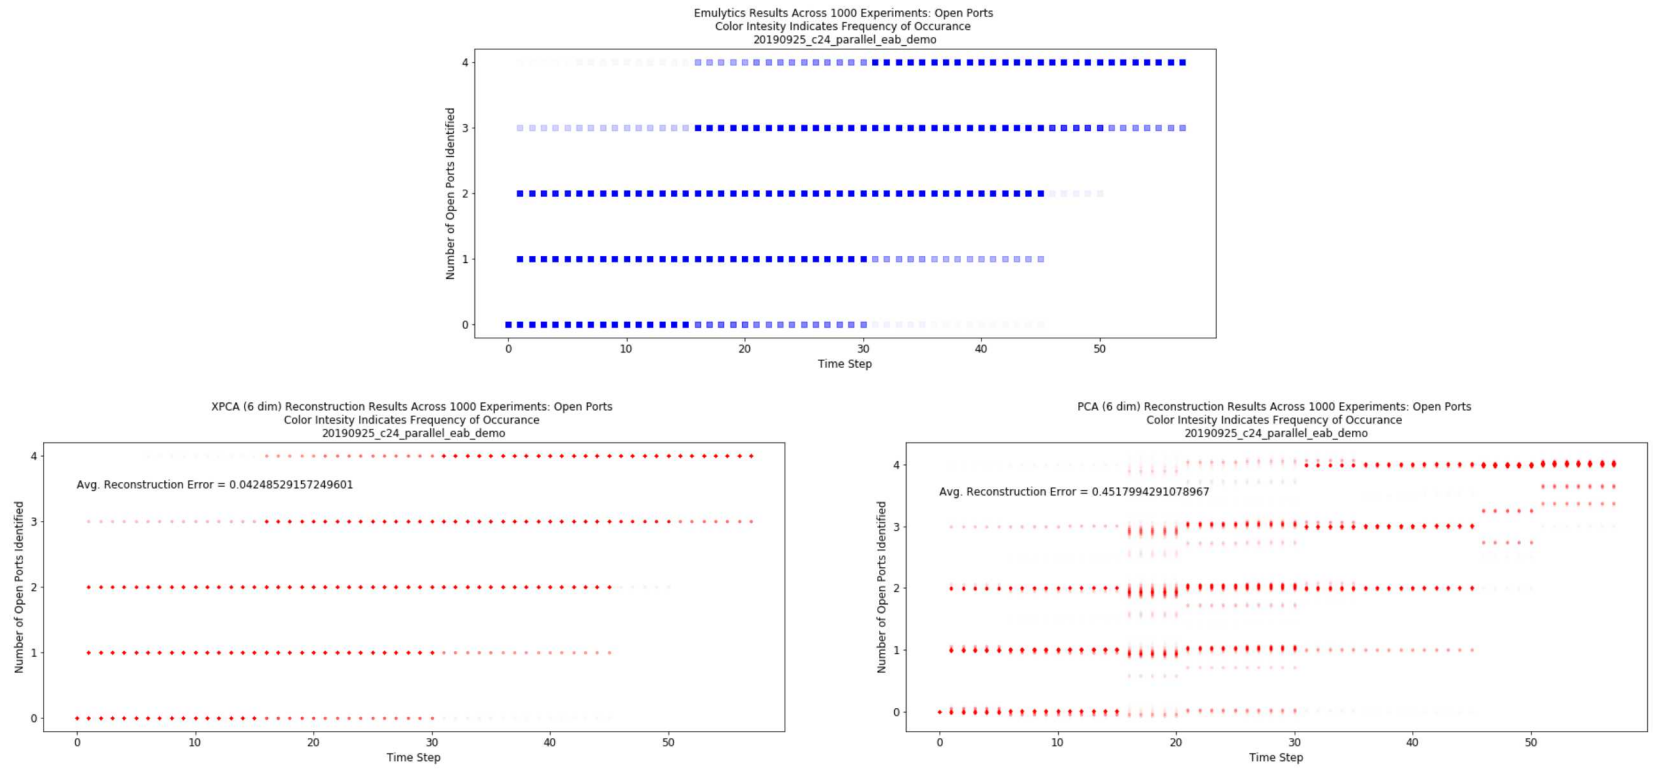 Emulytics Results Across 1000 Experiments: Open Ports
Color Intesity Indicates Frequency of Occurance
20190925_c24_parallel_eab_demo
Number of Open Ports Identified
4
3
2
1
0
0 10 20 30 40 50
Time Step
XPCA (6 dim) Reconstruction Results Across 1000 Experiments: Open Ports
Color Intesity Indicates Frequency of Occurance
20190925_c24_parallel_eab_demo
Avg. Reconstruction Error = 0.04248529157249601
Number of Open Ports Identified
4
3
2
1
0
0 10 20 30 40 50
Time Step
PCA (6 dim) Reconstruction Results Across 1000 Experiments: Open Ports
Color Intesity Indicates Frequency of Occurance
20190925_c24_parallel_eab_demo
Avg. Reconstruction Error = 0.4517994291078967
Number of Open Ports Identified
4
3
2
1
0
0 10 20 30 40 50
Time Step